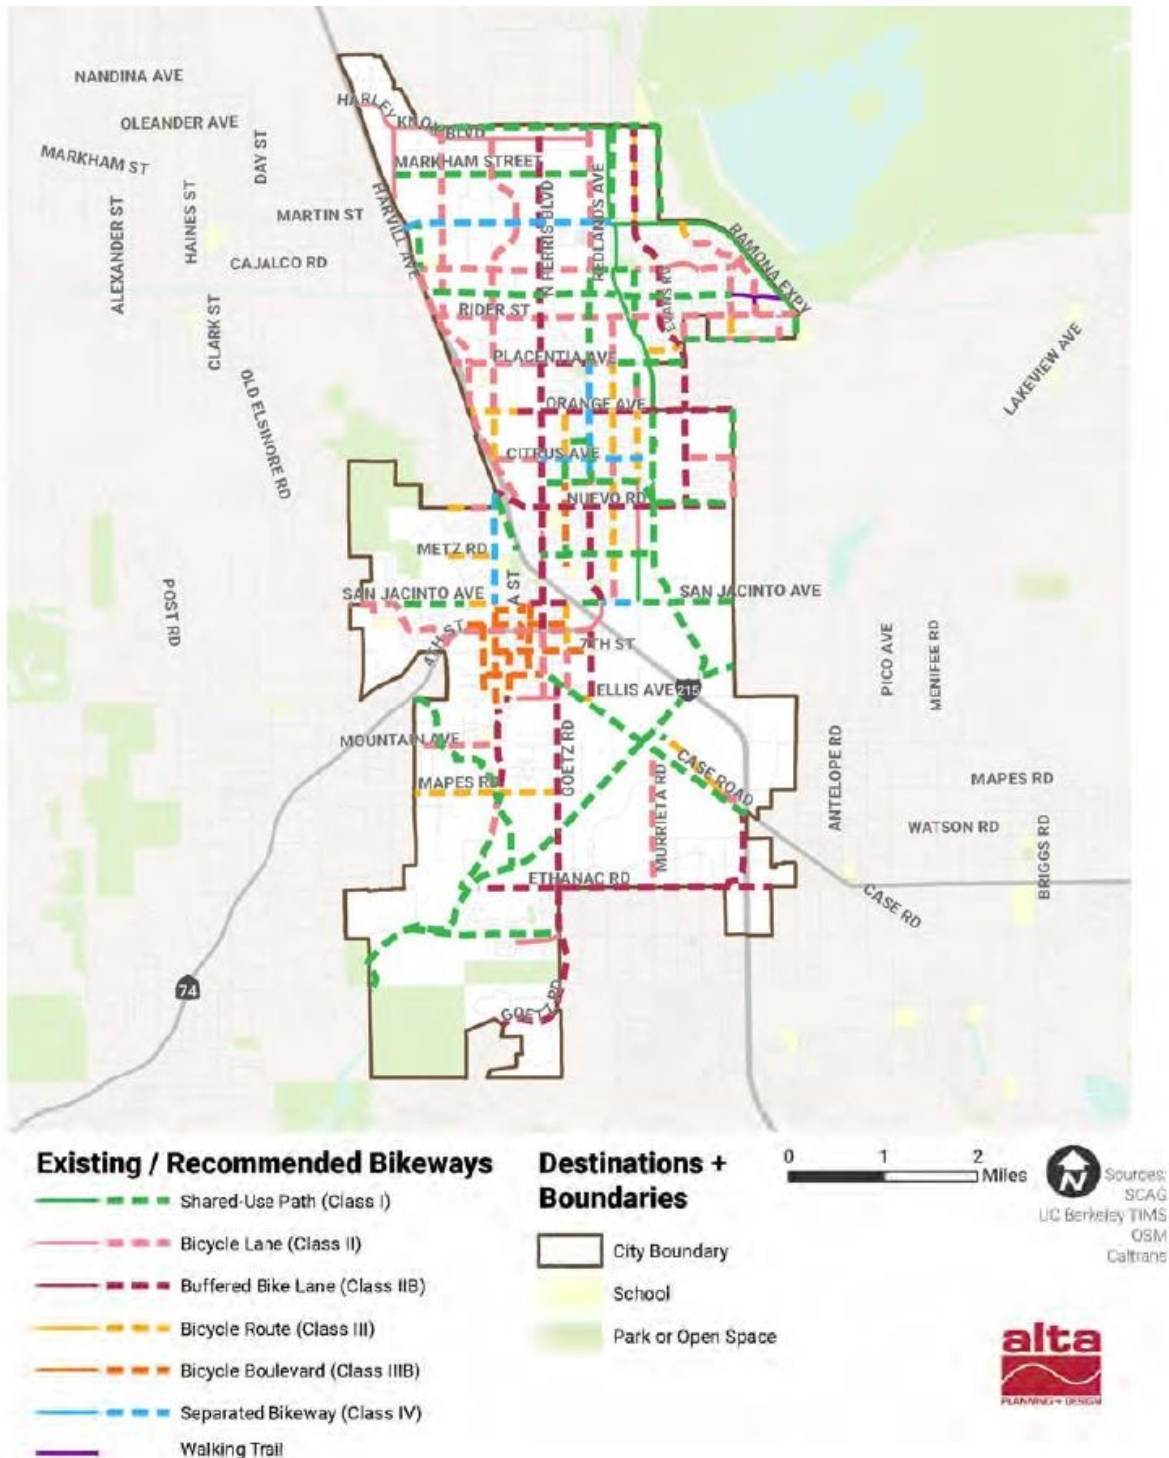 NANDINA AVE
OLEANDER AVE
MARKHAM ST
DAY ST
HARLEY KNOX BLVD
MARKHAM STREET
ALEXANDER ST
HAINES ST
MARTIN ST
CAJALCO RD
HARVILL AVE
N PERRIS BLVD
REDLANDS AVE
RAMONA EXPY
EVANS RD
CLARK ST
RIDER ST
PLACENTIA AVE
LAKEVIEW AVE
OLD ELSINORE RD
ORANGE AVE
CITRUS AVE
NUEVO RD
METZ RD
POST RD
SAN JACINTO AVE
A ST
SAN JACINTO AVE
4TH ST
7TH ST
PICO AVE
MENIFEE RD
ELLIS AVE
215
MOUNTAIN AVE
GOETZ RD
CASE ROAD
MAPES RD
MURRIETA RD
ANTELOPE RD
MAPES RD
WATSON RD
BRIGGS RD
ETHANAC RD
CASE RD
74
GOETZ RD
Existing / Recommended Bikeways
Shared-Use Path (Class I)
Bicycle Lane (Class II)
Buffered Bike Lane (Class IIB)
Bicycle Route (Class III)
Bicycle Boulevard (Class IIIB)
Separated Bikeway (Class IV)
Walking Trail
Destinations +
Boundaries
City Boundary
School
Park or Open Space
0 1 2
Miles
N
Sources:
SCAG
UC Berkeley TIMS
OSM
Caltrans
alta
PLANNING + DESIGN